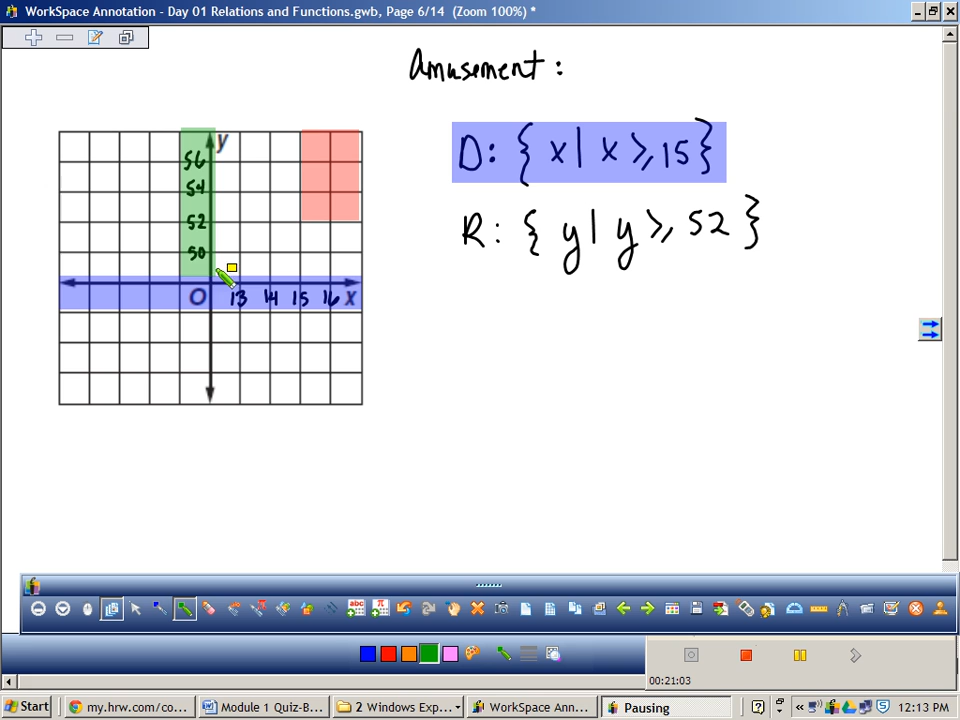 WorkSpace Annotation - Day 01 Relations and Functions.gwb, Page 6/14 (Zoom 100%) *
Amusement:
y
56
54
52
50
O 13 14 15 16 x
D: { x | x ≥ 15 }
R: { y | y ≥ 52 }
abc π
00:21:03
Start my.hrw.com/co... Module 1 Quiz-B... 2 Windows Exp... WorkSpace Ann... Pausing ? « 12:13 PM